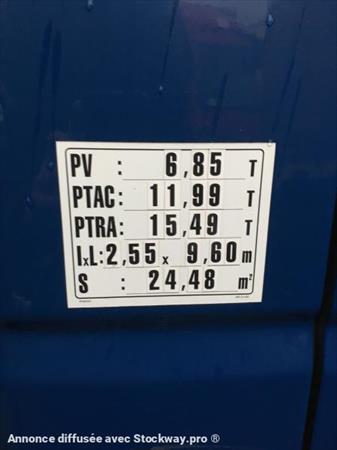 PV : 6,85 T
PTAC: 11,99 T
PTRA: 15,49 T
IxL:2,55 x 9,60 m
S : 24,48 m²
Annonce diffusée avec Stockway.pro ®